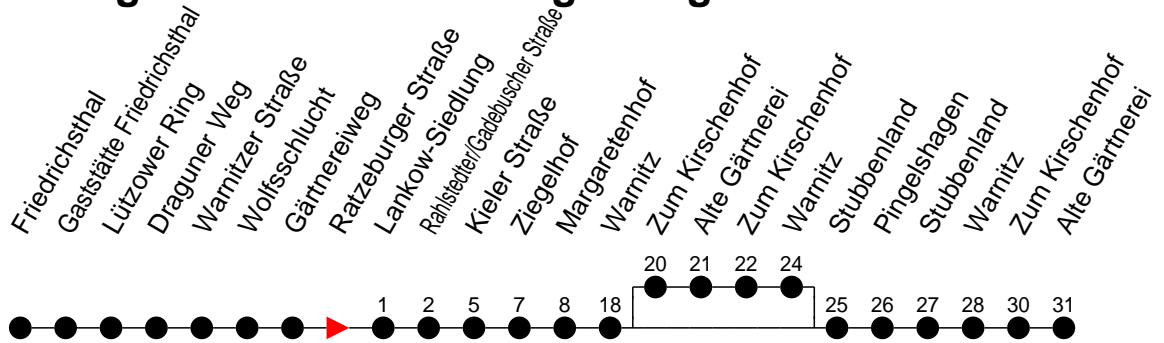 Friedrichsthal
Gaststätte Friedrichsthal
Lützower Ring
Draguner Weg
Warnitzer Straße
Wolfsschlucht
Gärtnereiweg
Ratzeburger Straße
Lankow-Siedlung
Rahlstedter/Gadebuscher Straße
Kieler Straße
Ziegelhof
Margaretenhof
Warnitz
Zum Kirschenhof
Alte Gärtnerei
Zum Kirschenhof
Warnitz
Stubbenland
Pingelshagen
Stubbenland
Warnitz
Zum Kirschenhof
Alte Gärtnerei
20 21 22 24
1 2 5 7 8 18 25 26 27 28 30 31